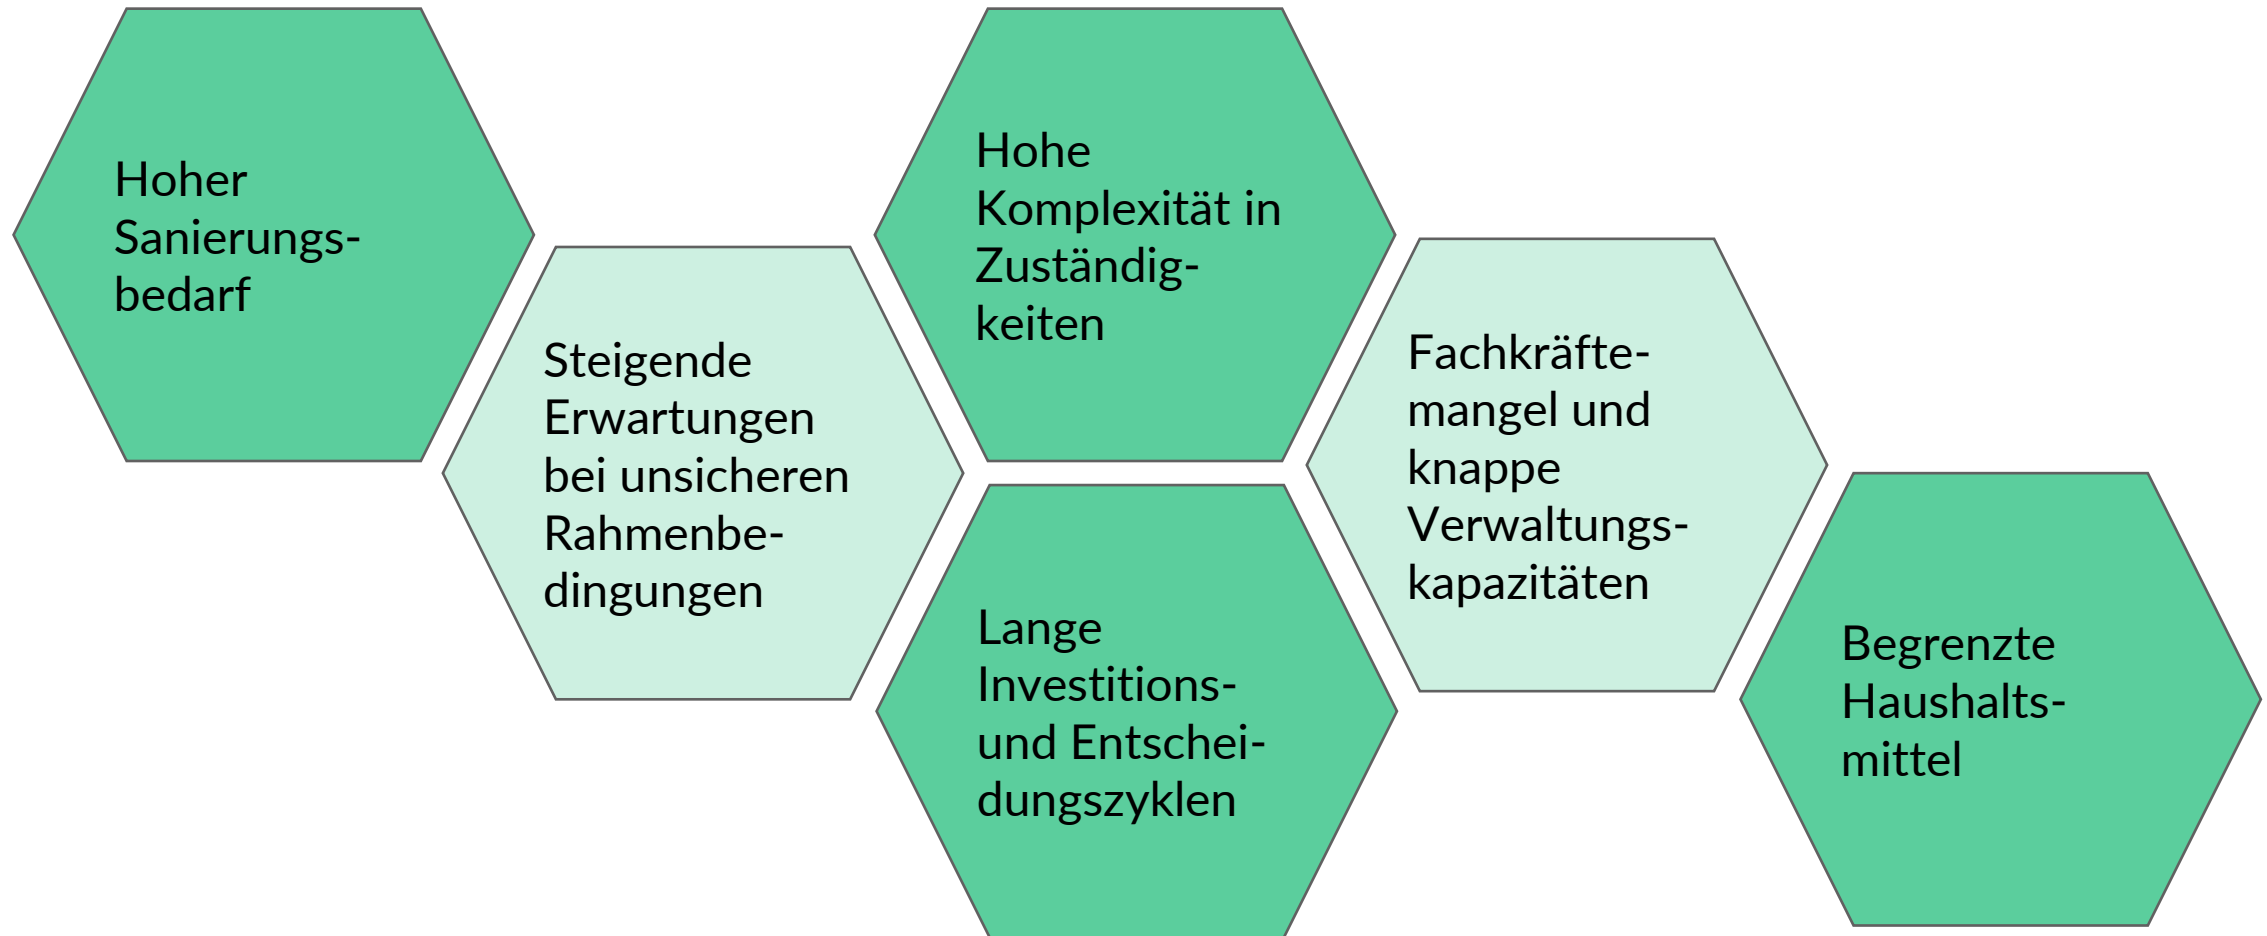 Hoher
Sanierungs-
bedarf
Steigende
Erwartungen
bei unsicheren
Rahmenbe-
dingungen
Hohe
Komplexität in
Zuständig-
keiten
Lange
Investitions-
und Entschei-
dungszyklen
Fachkräfte-
mangel und
knappe
Verwaltungs-
kapazitäten
Begrenzte
Haushalts-
mittel